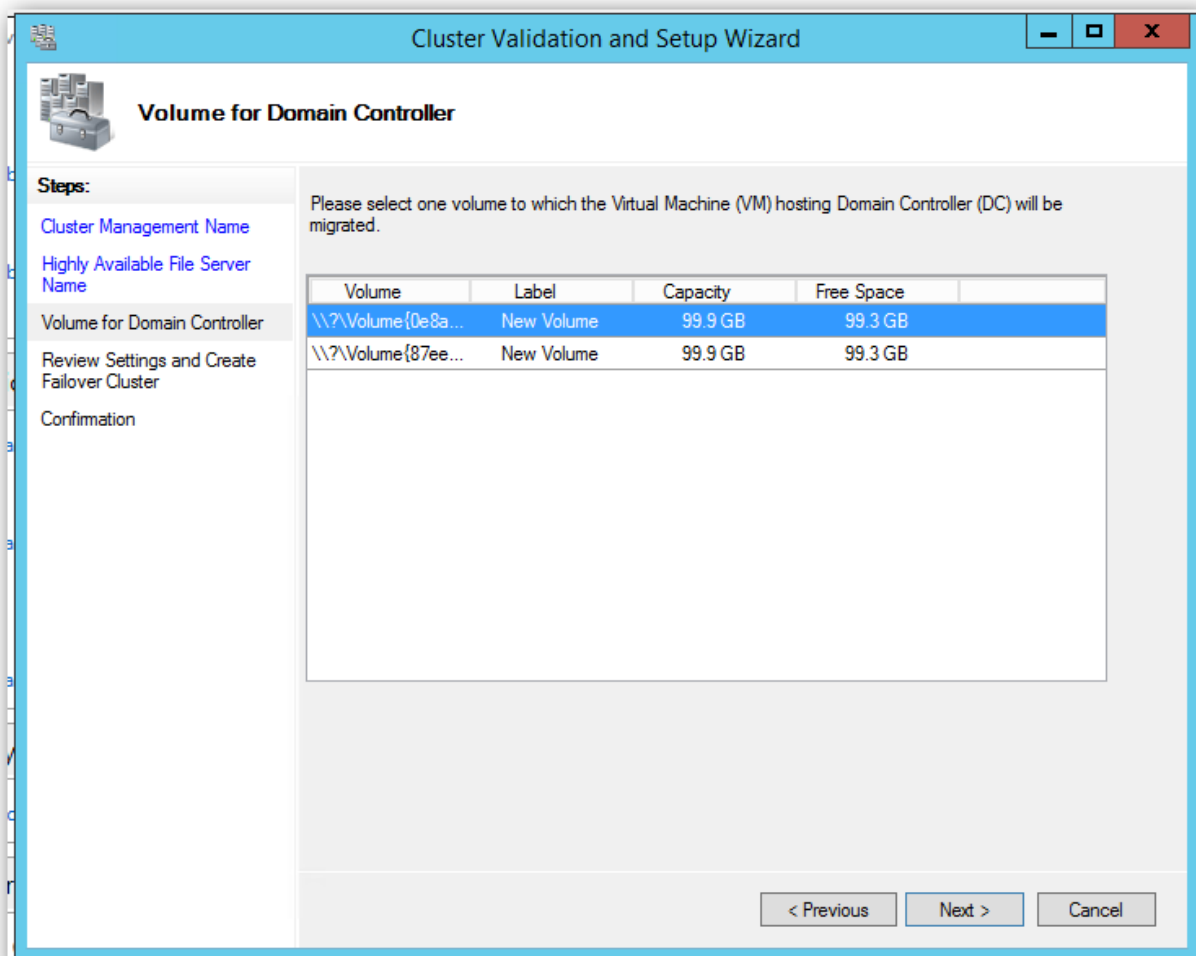 Cluster Validation and Setup Wizard
Volume for Domain Controller
Steps:
Cluster Management Name
Highly Available File Server
Name
Volume for Domain Controller
Review Settings and Create
Failover Cluster
Confirmation
Please select one volume to which the Virtual Machine (VM) hosting Domain Controller (DC) will be
migrated.
Volume Label Capacity Free Space
\\?\Volume{0e8a... New Volume 99.9 GB 99.3 GB
\\?\Volume{87ee... New Volume 99.9 GB 99.3 GB
< Previous Next > Cancel